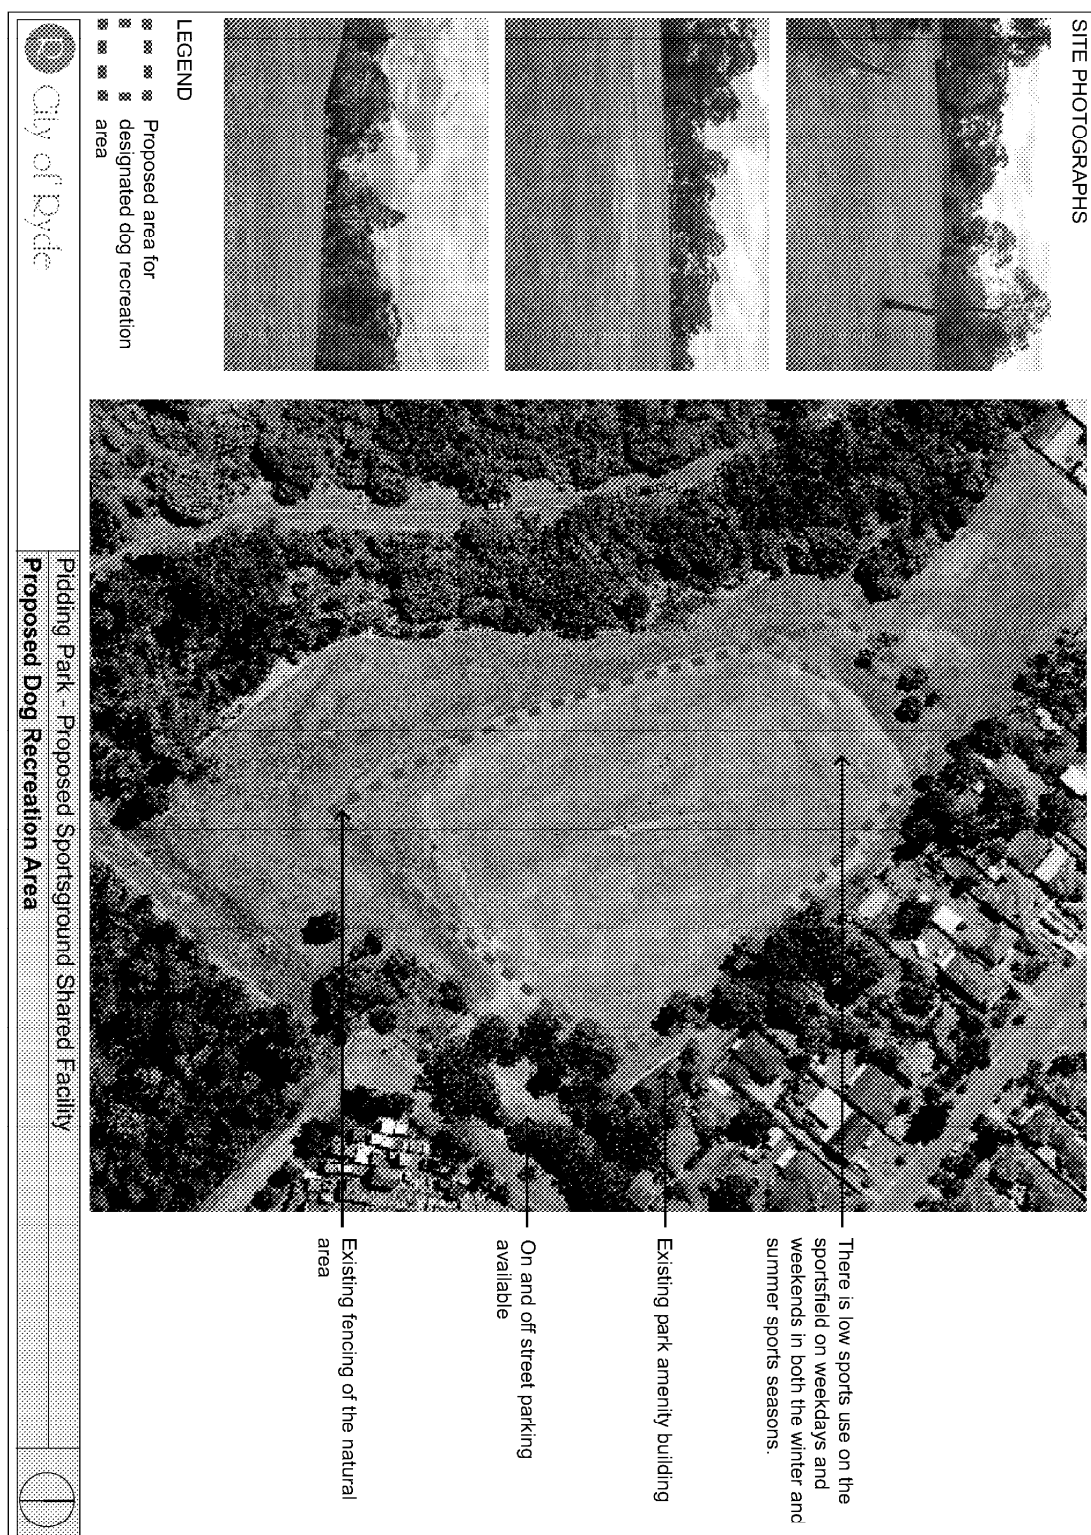 SITE PHOTOGRAPHS
There is low sports use on the
sportsfield on weekdays and
weekends in both the winter and
summer sports seasons.
Existing park amenity building
On and off street parking
available
Existing fencing of the natural
area
LEGEND
Proposed area for
designated dog recreation
area
City of Ryde
Pidding Park - Proposed Sportsground Shared Facility
Proposed Dog Recreation Area